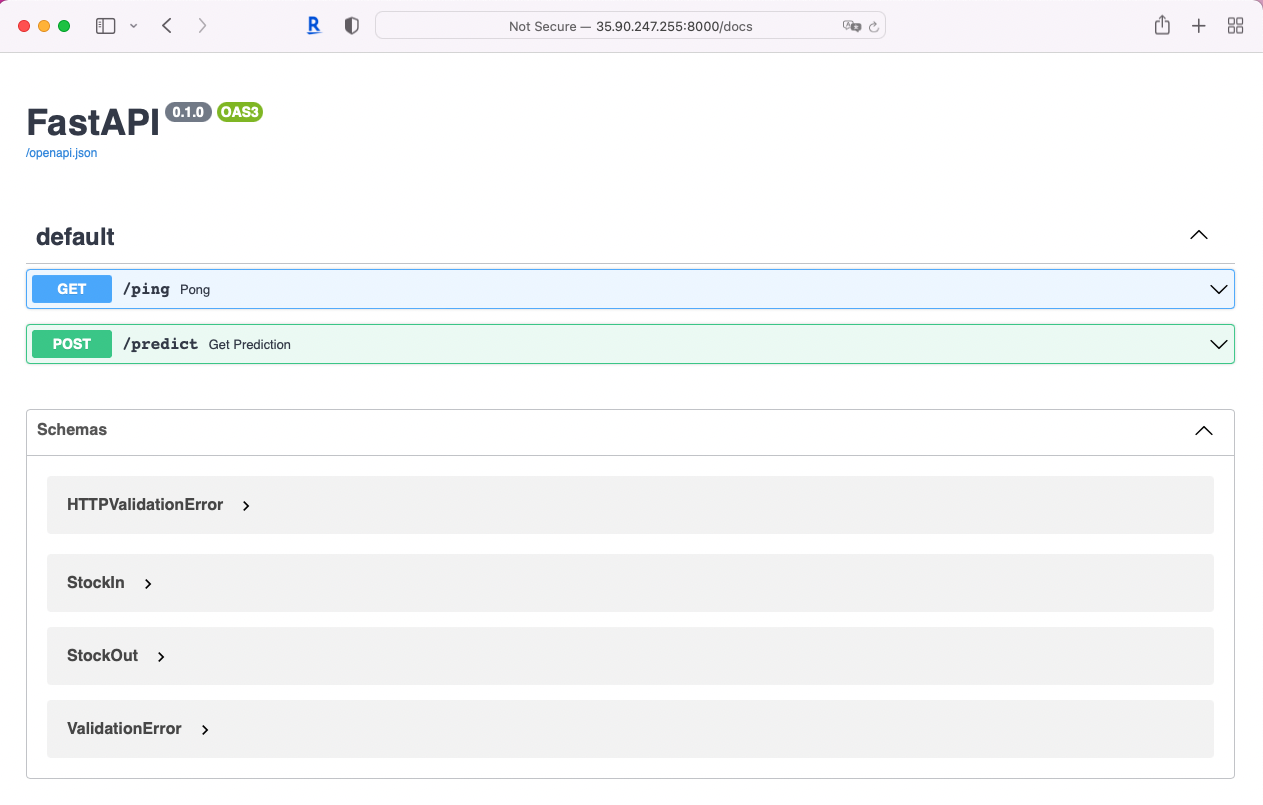 R
Not Secure — 35.90.247.255:8000/docs
FastAPI 0.1.0 OAS3
/openapi.json
default
GET /ping Pong
POST /predict Get Prediction
Schemas
HTTPValidationError
StockIn
StockOut
ValidationError